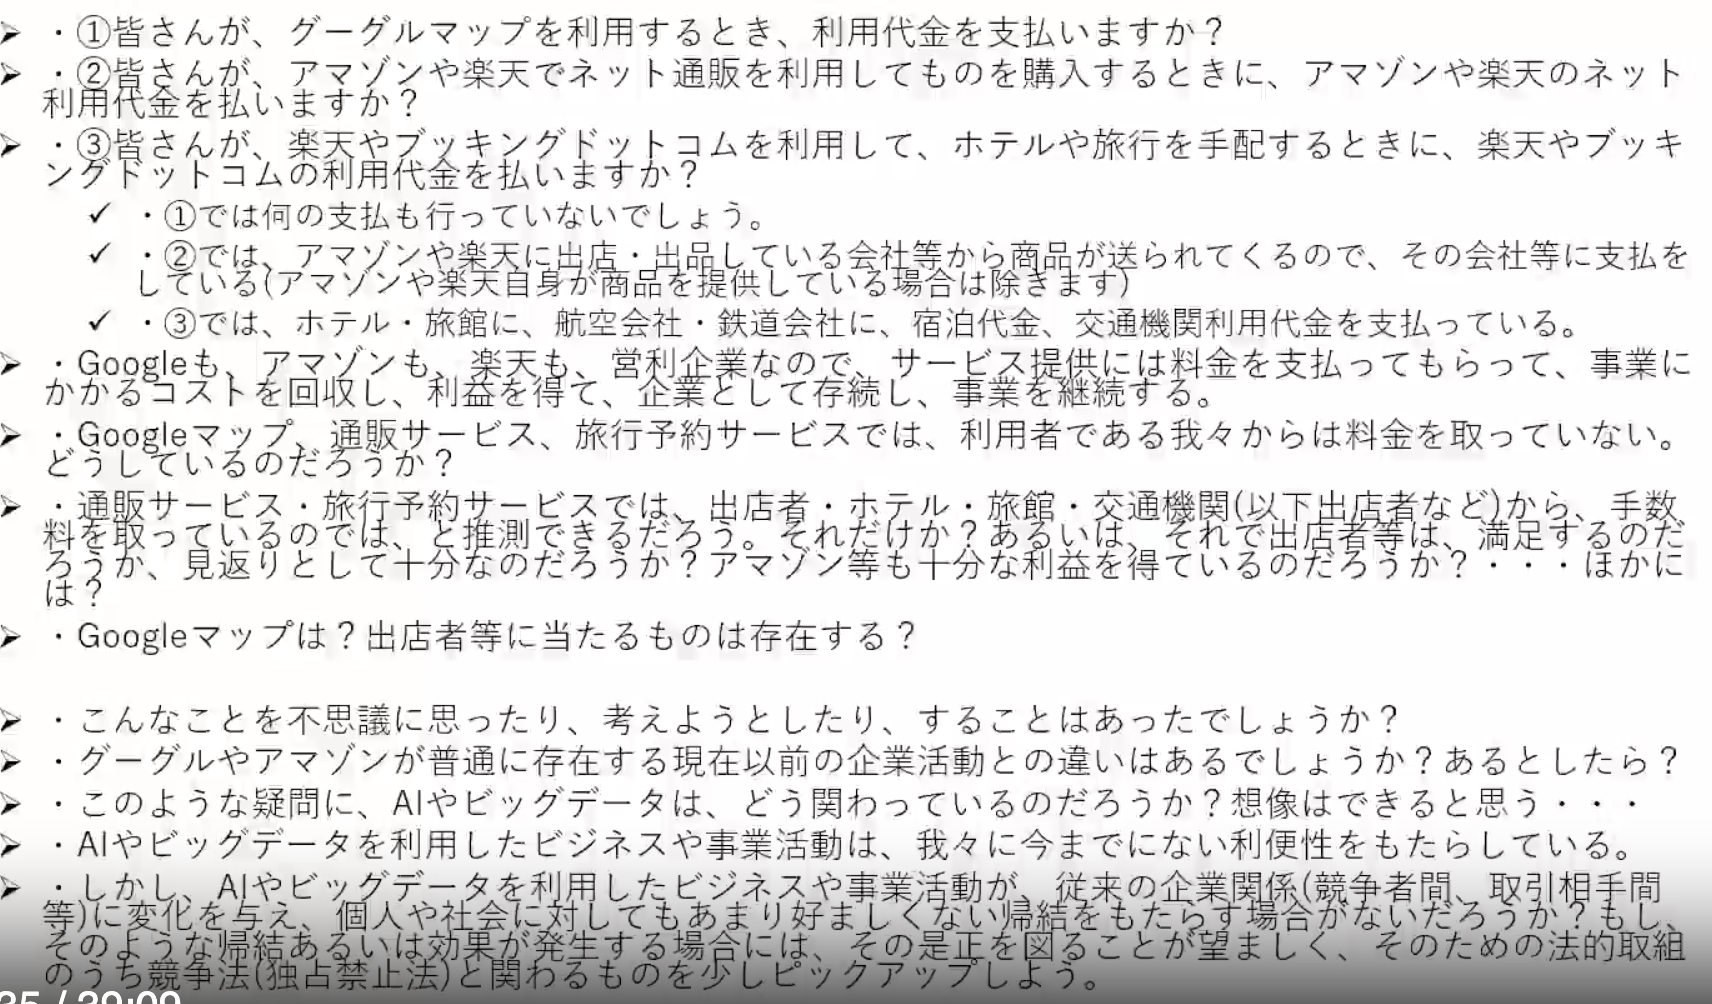 ・①皆さんが、グーグルマップを利用するとき、利用代金を支払いますか？
・②皆さんが、アマゾンや楽天でネット通販を利用してものを購入するときに、アマゾンや楽天のネット
利用代金を払いますか？
・③皆さんが、楽天やブッキングドットコムを利用して、ホテルや旅行を手配するときに、楽天やブッキ
ングドットコムの利用代金を払いますか？
✓ ・①では何の支払も行っていないでしょう。
✓ ・②では、アマゾンや楽天に出店・出品している会社等から商品が送られてくるので、その会社等に支払を
している(アマゾンや楽天自身が商品を提供している場合は除きます)
✓ ・③では、ホテル・旅館に、航空会社・鉄道会社に、宿泊代金、交通機関利用代金を支払っている。
・Googleも、アマゾンも、楽天も、営利企業なので、サービス提供には料金を支払ってもらって、事業に
かかるコストを回収し、利益を得て、企業として存続し、事業を継続する。
・Googleマップ、通販サービス、旅行予約サービスでは、利用者である我々からは料金を取っていない。
どうしているのだろうか？
・通販サービス・旅行予約サービスでは、出店者・ホテル・旅館・交通機関(以下出店者など)から、手数
料を取っているのでは、と推測できるだろう。それだけか？あるいは、それで出店者等は、満足するのだ
ろうか、見返りとして十分なのだろうか？アマゾン等も十分な利益を得ているのだろうか？・・・ほかに
は？
・Googleマップは？出店者等に当たるものは存在する？
・こんなことを不思議に思ったり、考えようとしたり、することはあったでしょうか？
・グーグルやアマゾンが普通に存在する現在以前の企業活動との違いはあるでしょうか？あるとしたら？
・このような疑問に、AIやビッグデータは、どう関わっているのだろうか？想像はできると思う・・・
・AIやビッグデータを利用したビジネスや事業活動は、我々に今までにない利便性をもたらしている。
・しかし、AIやビッグデータを利用したビジネスや事業活動が、従来の企業関係(競争者間、取引相手間
等)に変化を与え、個人や社会に対してもあまり好ましくない帰結をもたらす場合がないだろうか？もし、
そのような帰結あるいは効果が発生する場合には、その是正を図ることが望ましく、そのための法的取組
のうち競争法(独占禁止法)と関わるものを少しピックアップしよう。